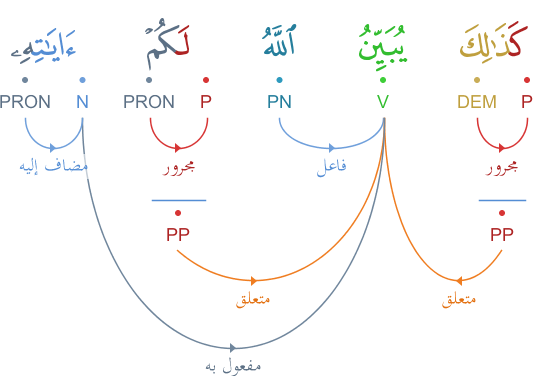 كَذَٰلِكَ يُبَيِّنُ ٱللَّهُ لَكُمْ ءَايَـٰتِهِۦ
PRON N PRON P PN V DEM P
مضاف إليه مجرور فاعل مجرور
PP PP
متعلق متعلق
مفعول به